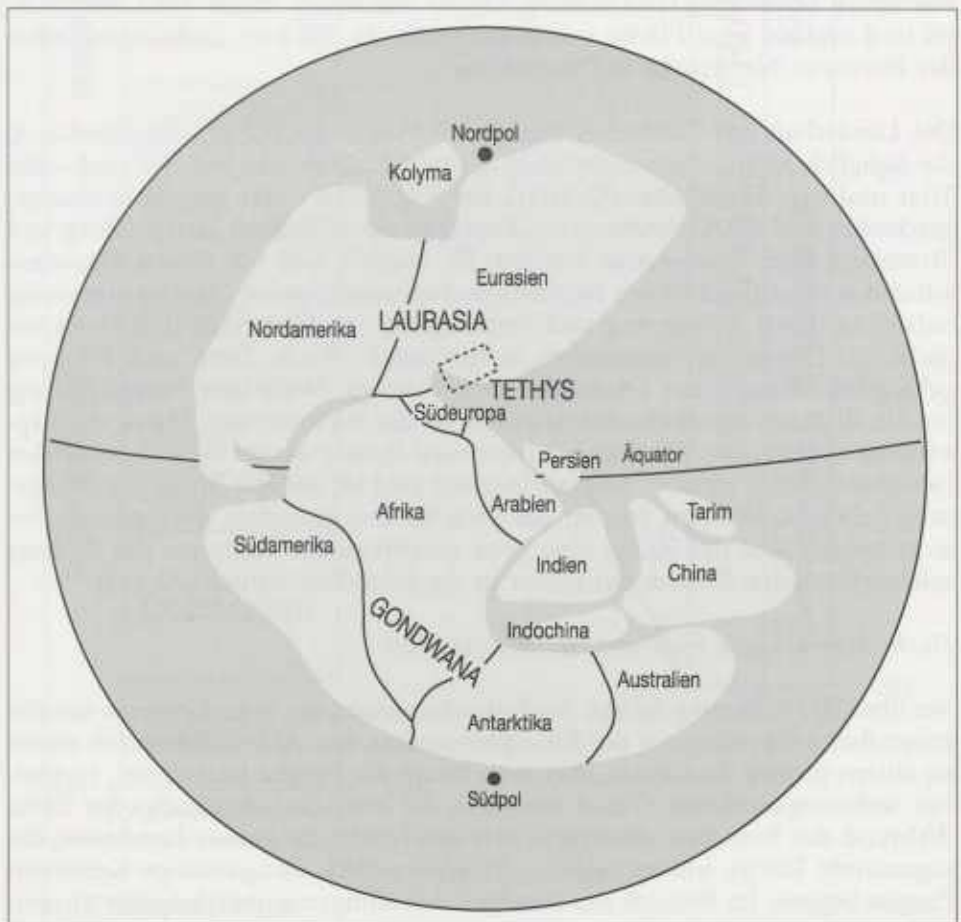 Nordpol
Kolyma
Eurasien
Nordamerika
LAURASIA
TETHYS
Südeuropa
Persien
Äquator
Arabien
Afrika
Tarim
Südamerika
Indien
China
GONDWANA
Indochina
Australien
Antarktika
Südpol